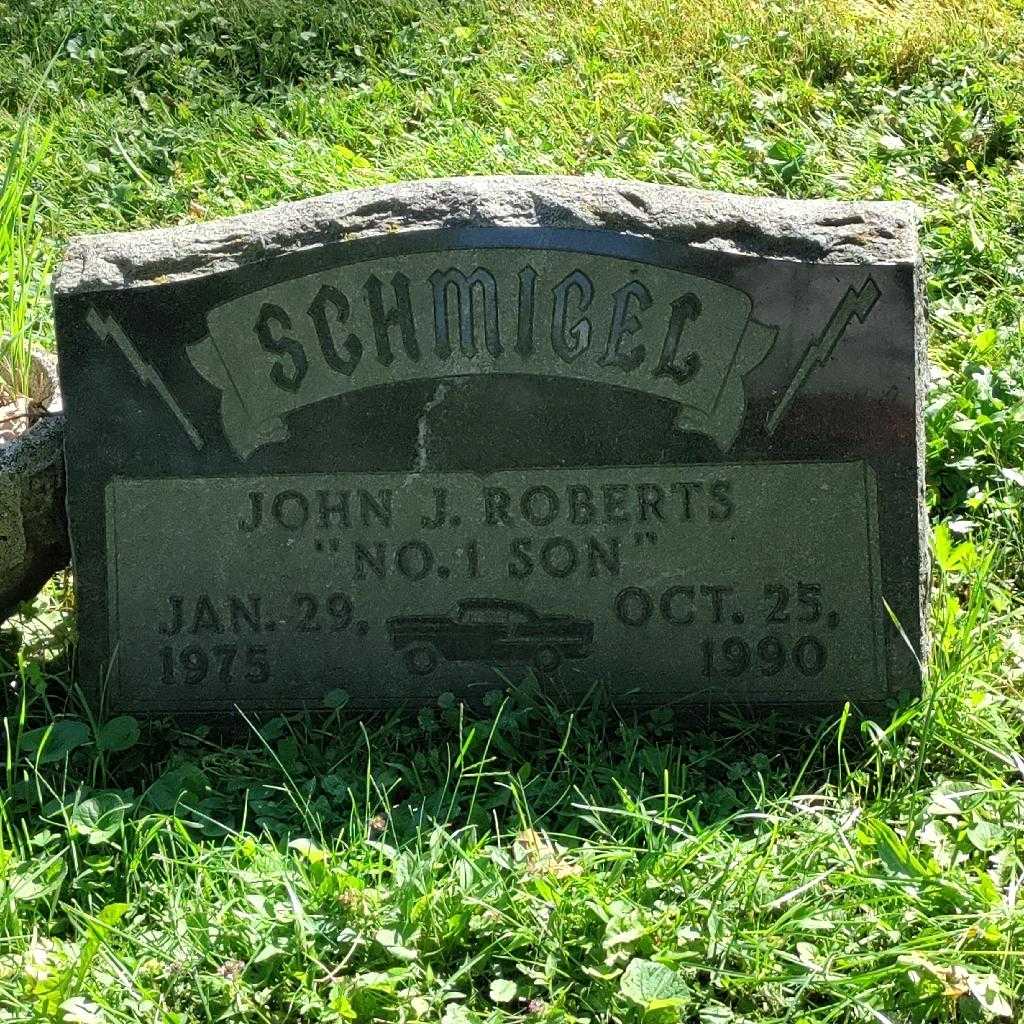 SCHMIGEL
JOHN J. ROBERTS
"NO. 1 SON"
JAN. 29, OCT. 25,
1975 1990